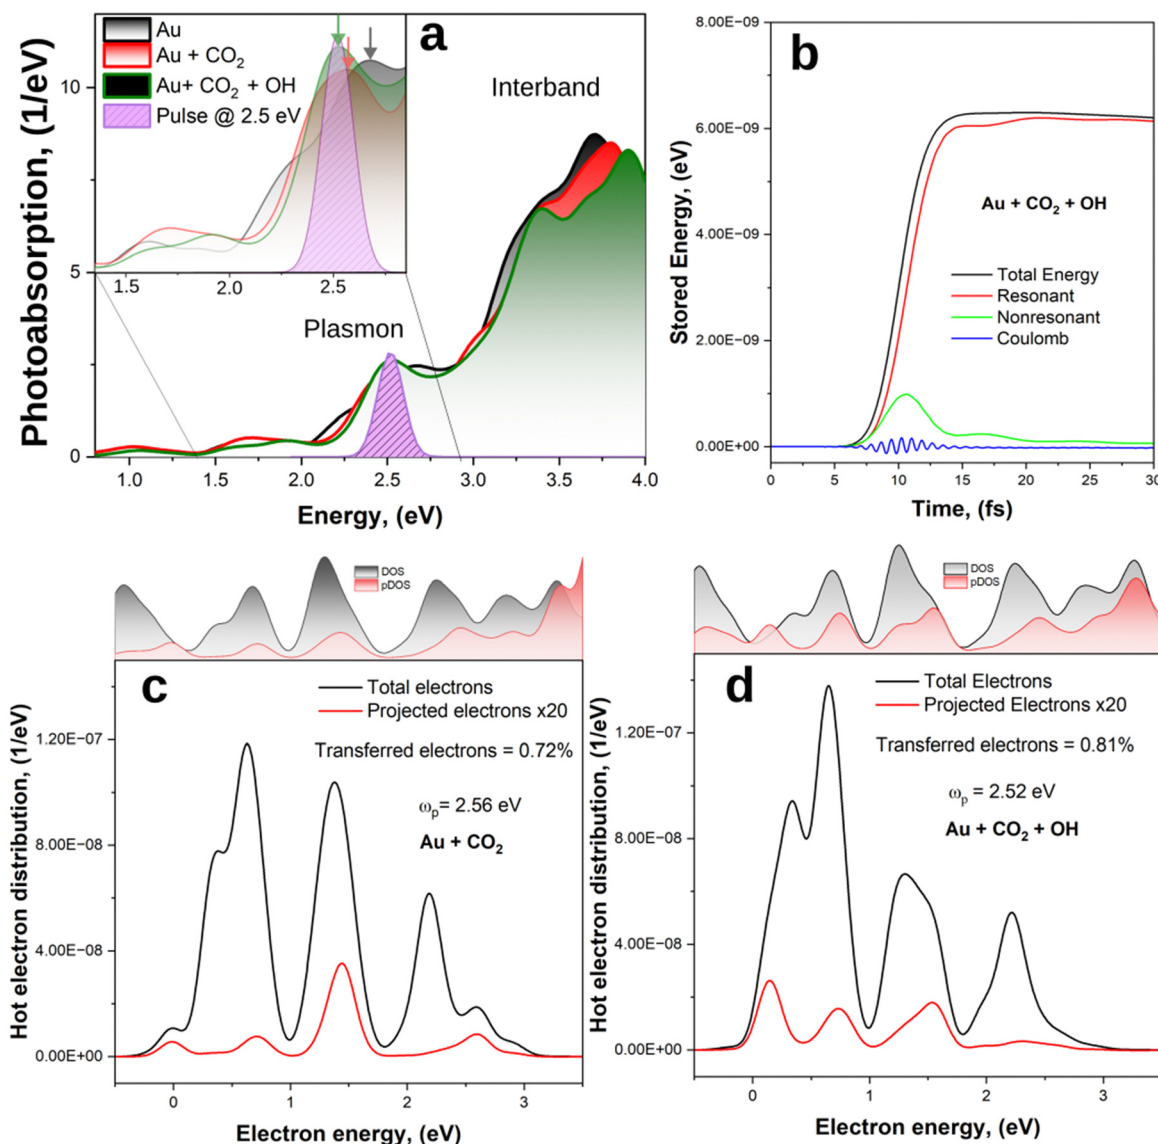 a
Au
Au + CO₂
Au+ CO₂ + OH
Pulse @ 2.5 eV
Interband
Plasmon
Photoabsorption, (1/eV)
10
5
0
1.5
2.0
2.5
1.0
1.5
2.0
2.5
3.0
3.5
4.0
Energy, (eV)
b
Stored Energy, (eV)
8.00E−09
6.00E−09
4.00E−09
2.00E−09
0.00E+00
Au + CO₂ + OH
Total Energy
Resonant
Nonresonant
Coulomb
0
5
10
15
20
25
30
Time, (fs)
DOS
pDOS
c
Total electrons
Projected electrons x20
Transferred electrons = 0.72%
ωₚ= 2.56 eV
Au + CO₂
Hot electron distribution, (1/eV)
1.20E−07
8.00E−08
4.00E−08
0.00E+00
0
1
2
3
Electron energy, (eV)
DOS
pDOS
d
Total Electrons
Projected Electrons x20
Transferred electrons = 0.81%
ωₚ = 2.52 eV
Au + CO₂ + OH
Hot electron distribution, (1/eV)
1.20E−07
8.00E−08
4.00E−08
0.00E+00
0
1
2
3
Electron energy, (eV)